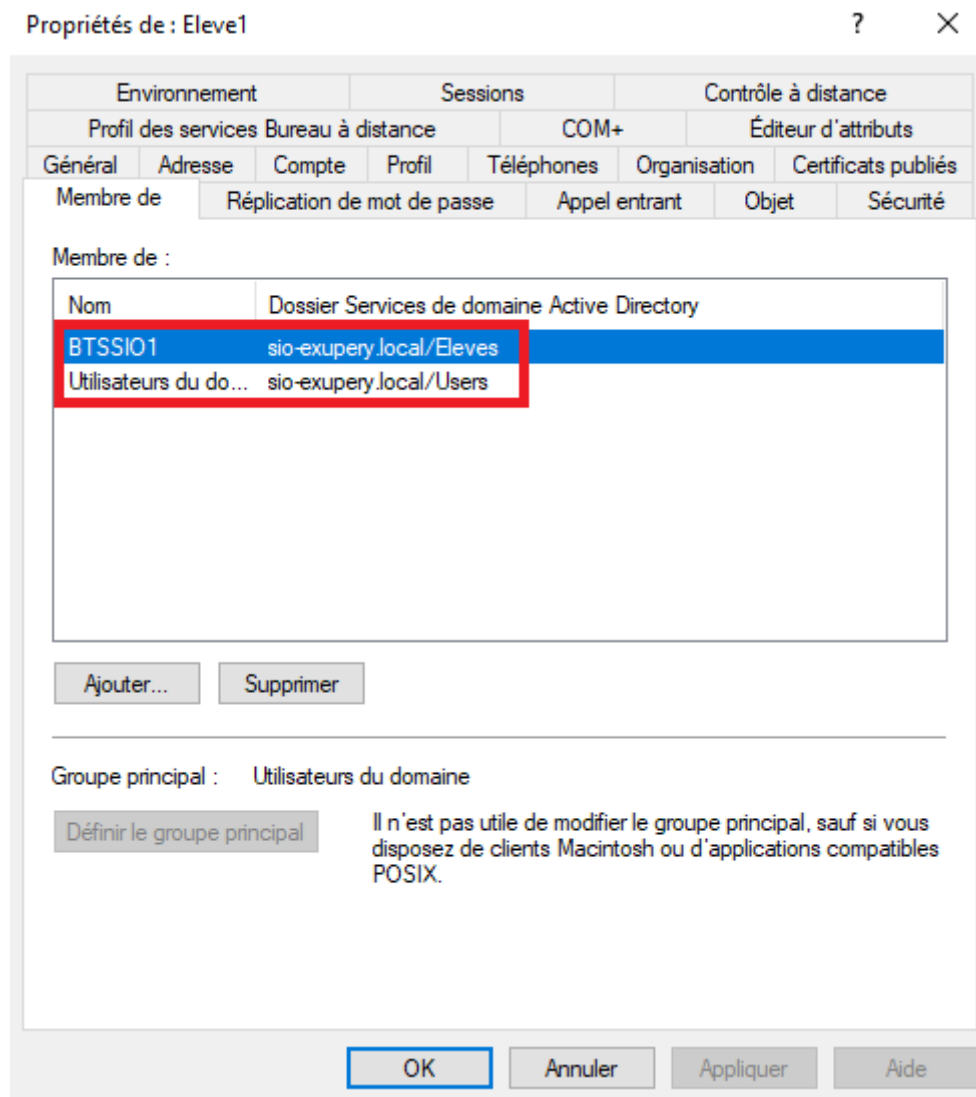 Propriétés de : Eleve1 ? ×
Environnement Sessions Contrôle à distance
Profil des services Bureau à distance COM+ Éditeur d'attributs
Général Adresse Compte Profil Téléphones Organisation Certificats publiés
Membre de Réplication de mot de passe Appel entrant Objet Sécurité
Membre de :
Nom Dossier Services de domaine Active Directory
BTSSIO1 sio-exupery.local/Eleves
Utilisateurs du do... sio-exupery.local/Users
Ajouter... Supprimer
Groupe principal : Utilisateurs du domaine
Définir le groupe principal Il n'est pas utile de modifier le groupe principal, sauf si vous
disposez de clients Macintosh ou d'applications compatibles
POSIX.
OK Annuler Appliquer Aide